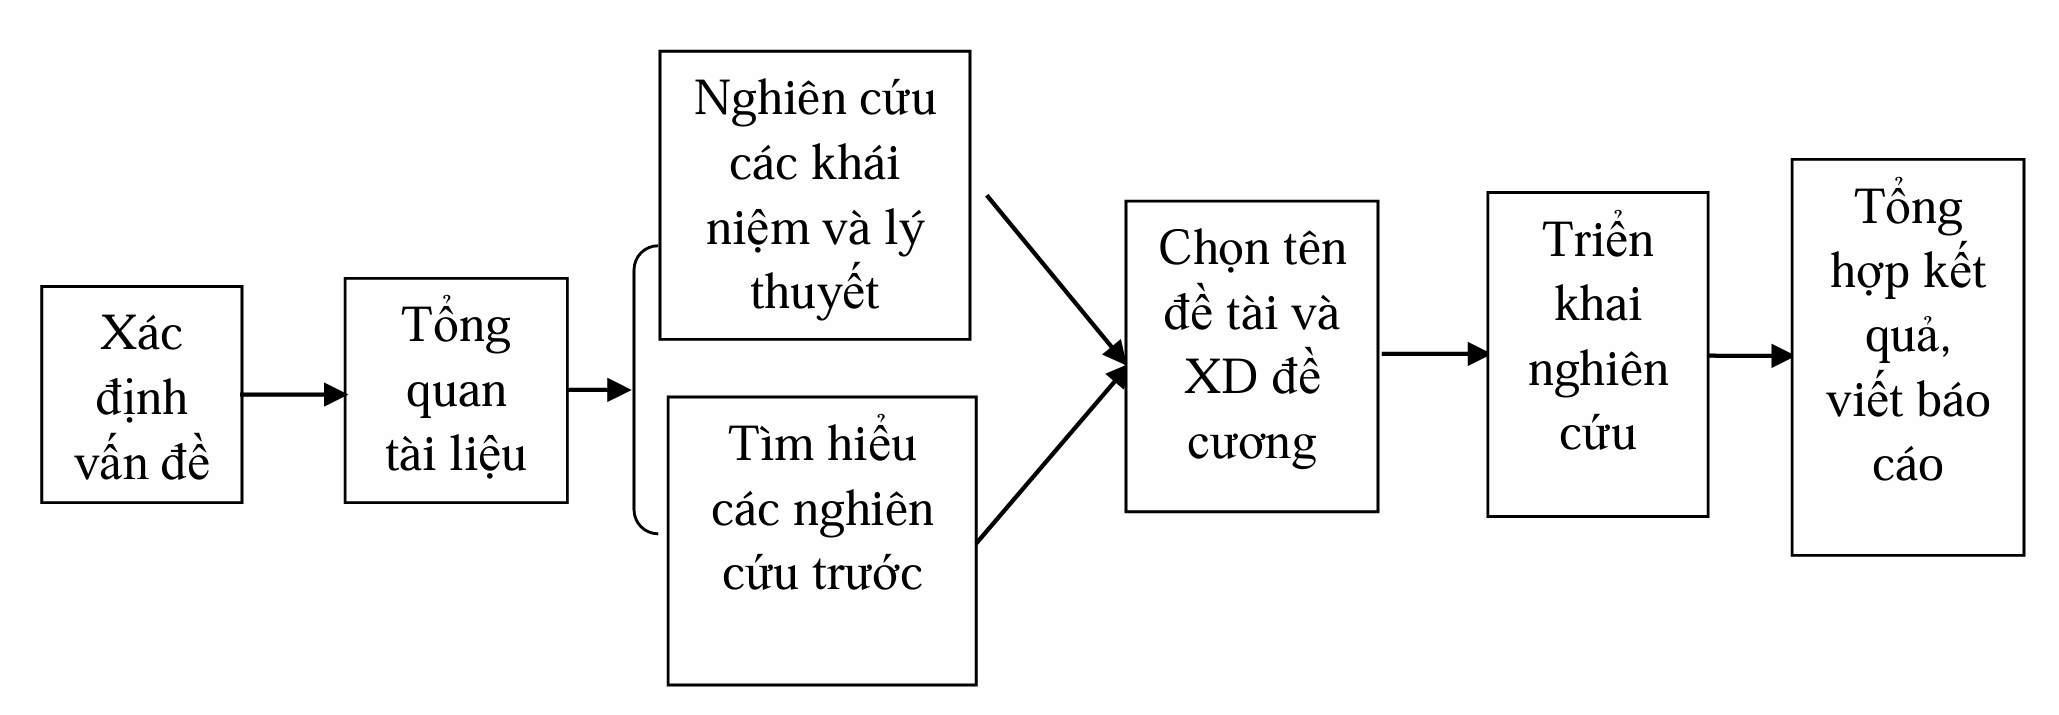 Xác
định
vấn đề
Tổng
quan
tài liệu
Nghiên cứu
các khái
niệm và lý
thuyết
Tìm hiểu
các nghiên
cứu trước
Chọn tên
đề tài và
XD đề
cương
Triển
khai
nghiên
cứu
Tổng
hợp kết
quả,
viết báo
cáo